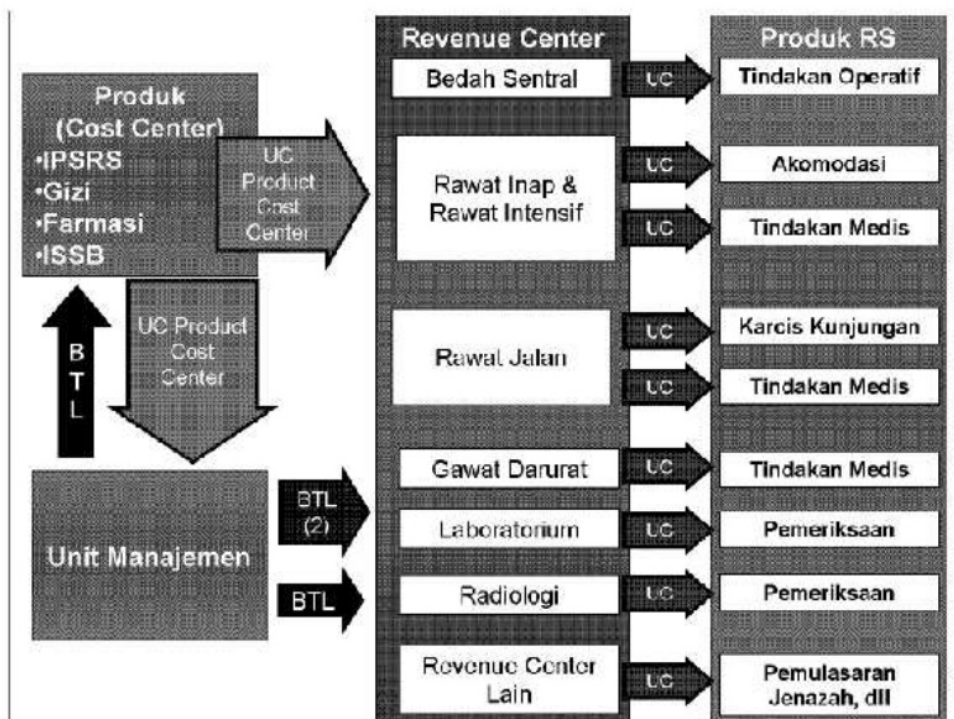 Produk
(Cost Center)
•IPSRS
•Gizi
•Farmasi
•ISSB
UC
Product
Cost
Center
UC Product
Cost
Center
B
T
L
Unit Manajemen
BTL
(2)
BTL
Revenue Center
Bedah Sentral
Rawat Inap &
Rawat Intensif
Rawat Jalan
Gawat Darurat
Laboratorium
Radiologi
Revenue Center
Lain
UC
UC
UC
UC
UC
UC
UC
UC
UC
Produk RS
Tindakan Operatif
Akomodasi
Tindakan Medis
Karcis Kunjungan
Tindakan Medis
Tindakan Medis
Pemeriksaan
Pemeriksaan
Pemulasaran
Jenazah, dll